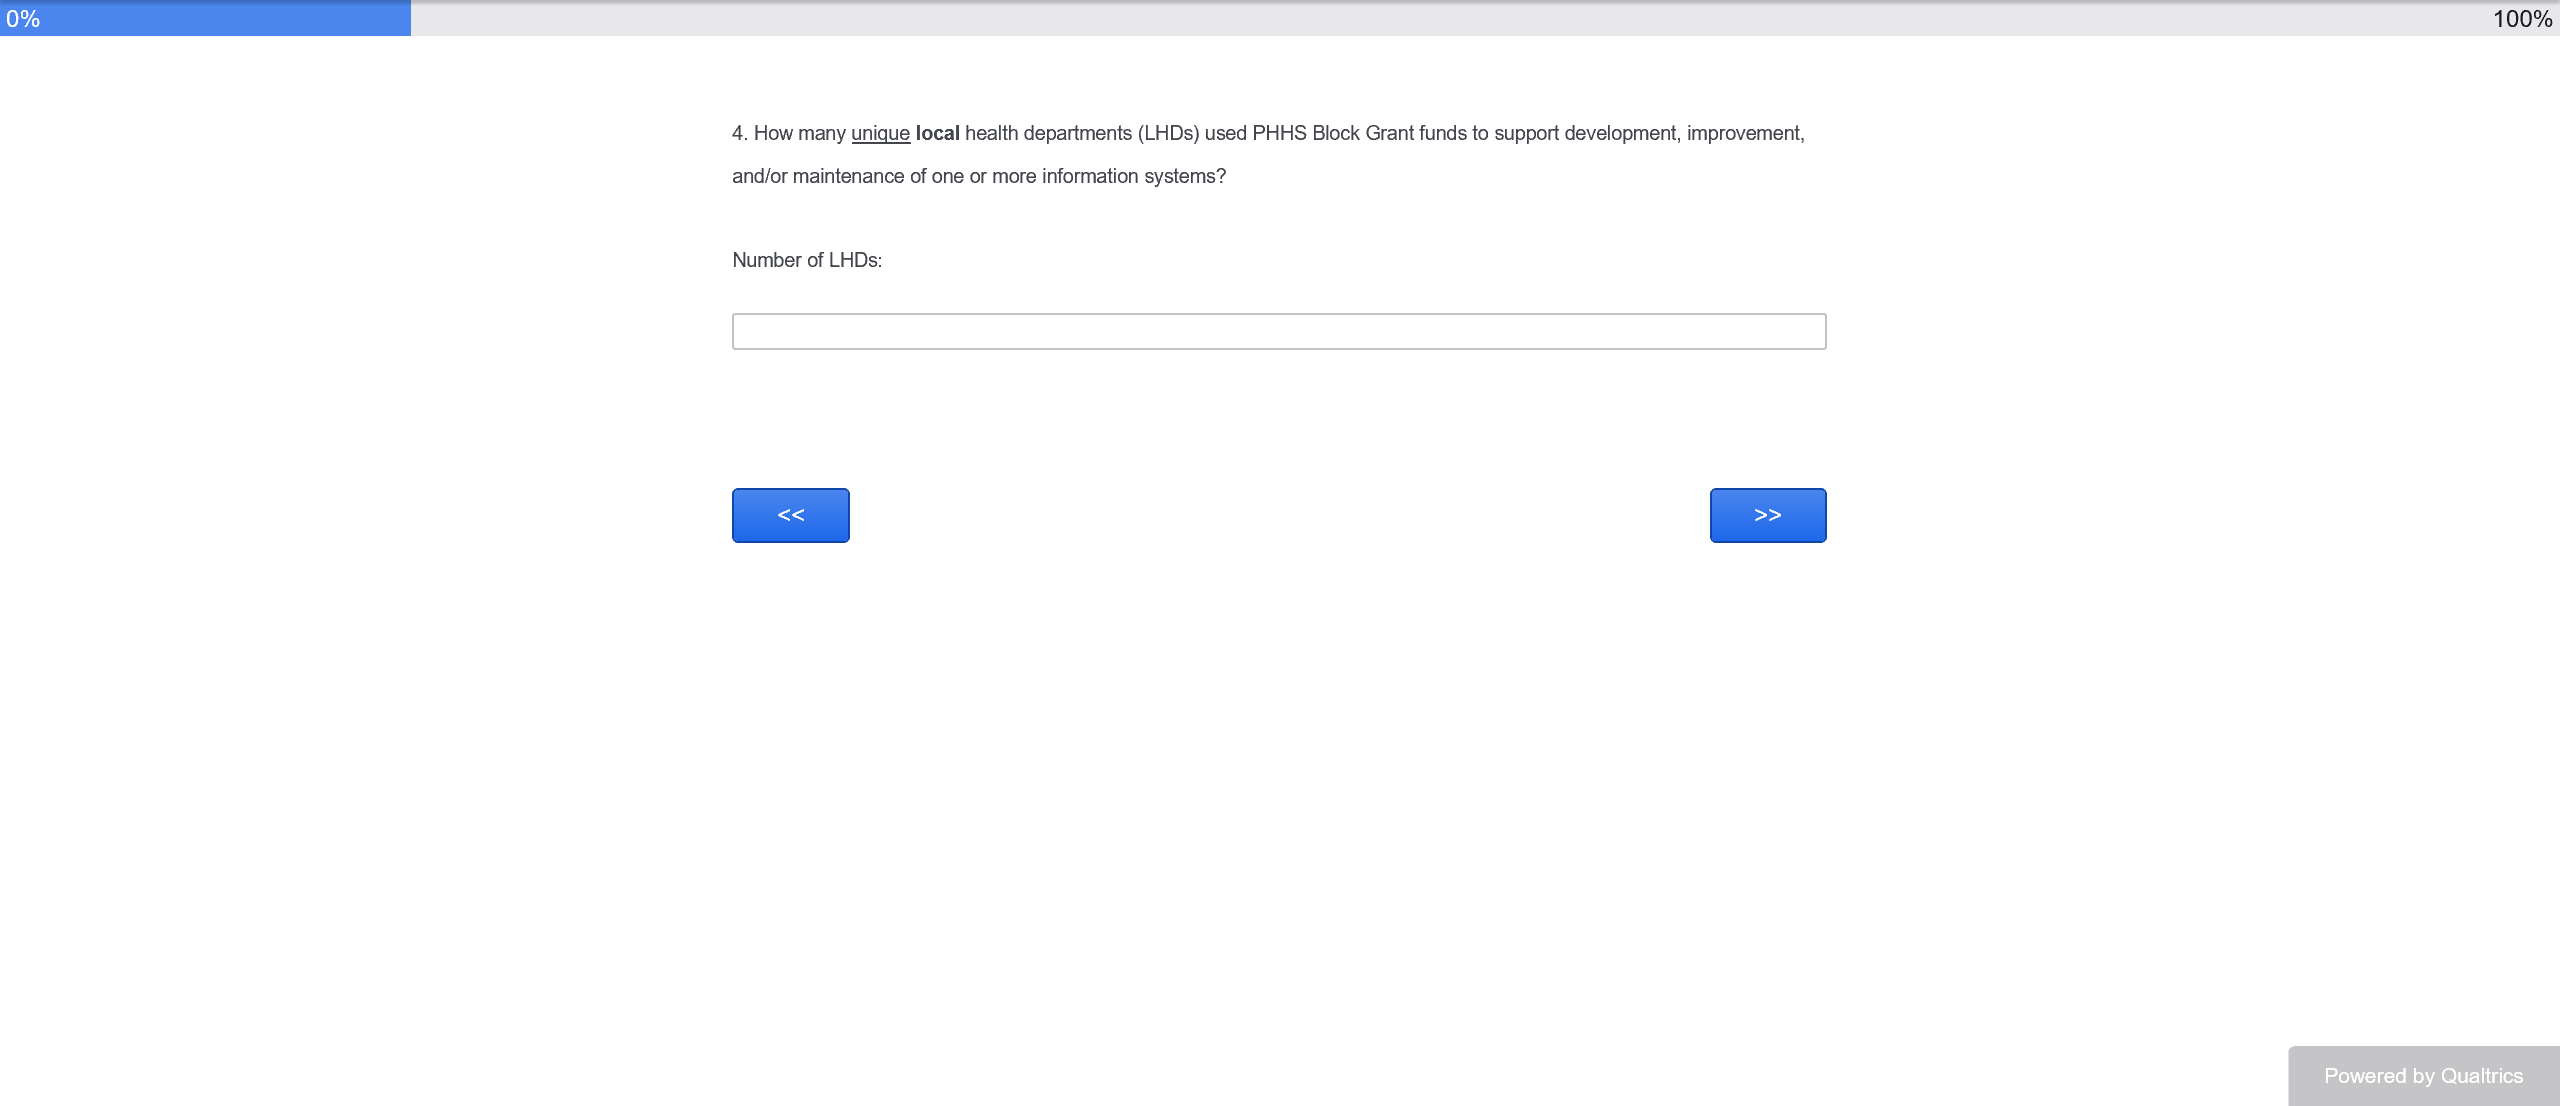 0%
100%
4. How many unique local health departments (LHDs) used PHHS Block Grant funds to support development, improvement,
and/or maintenance of one or more information systems?
Number of LHDs:
<<
>>
Powered by Qualtrics